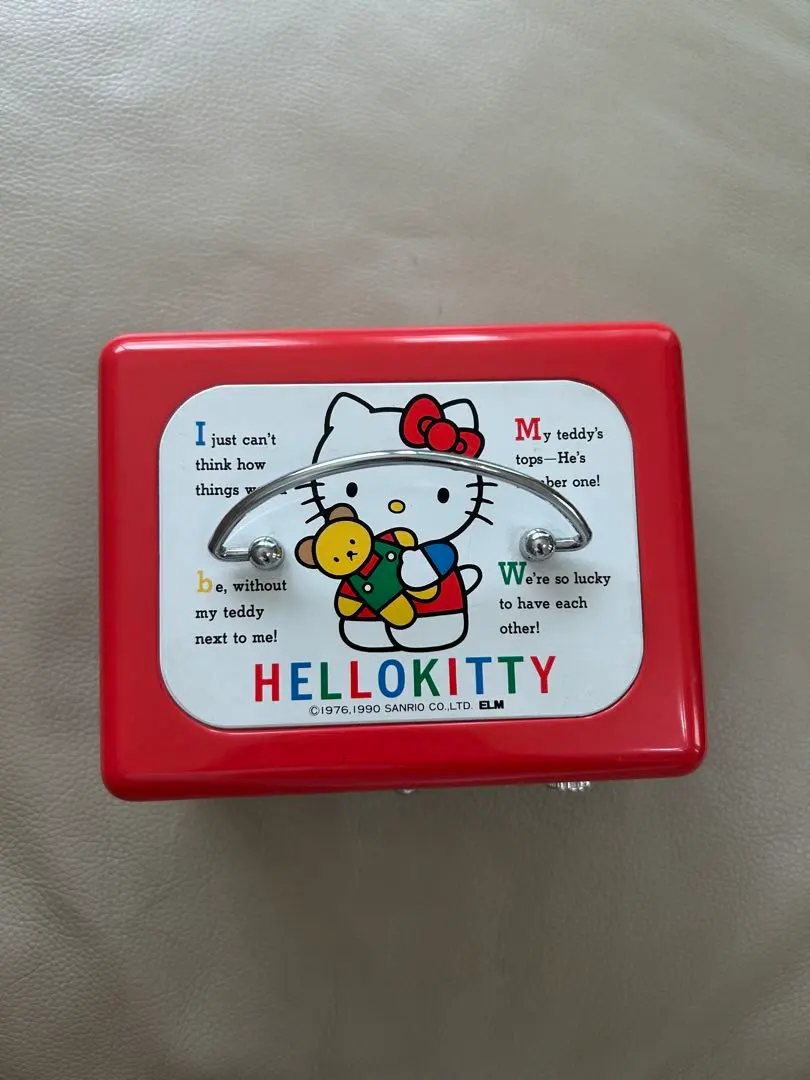 I just can't
think how
things
be, without
my teddy
next to me!
My teddy's
tops—He's
ber one!
We're so lucky
to have each
other!
HELLOKITTY
©1976,1990 SANRIO CO.,LTD. ELM